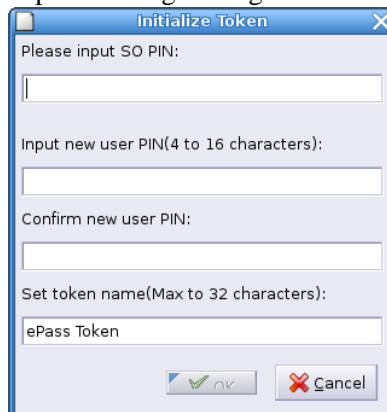 Initialize Token
Please input SO PIN:
Input new user PIN(4 to 16 characters):
Confirm new user PIN:
Set token name(Max to 32 characters):
ePass Token
OK Cancel